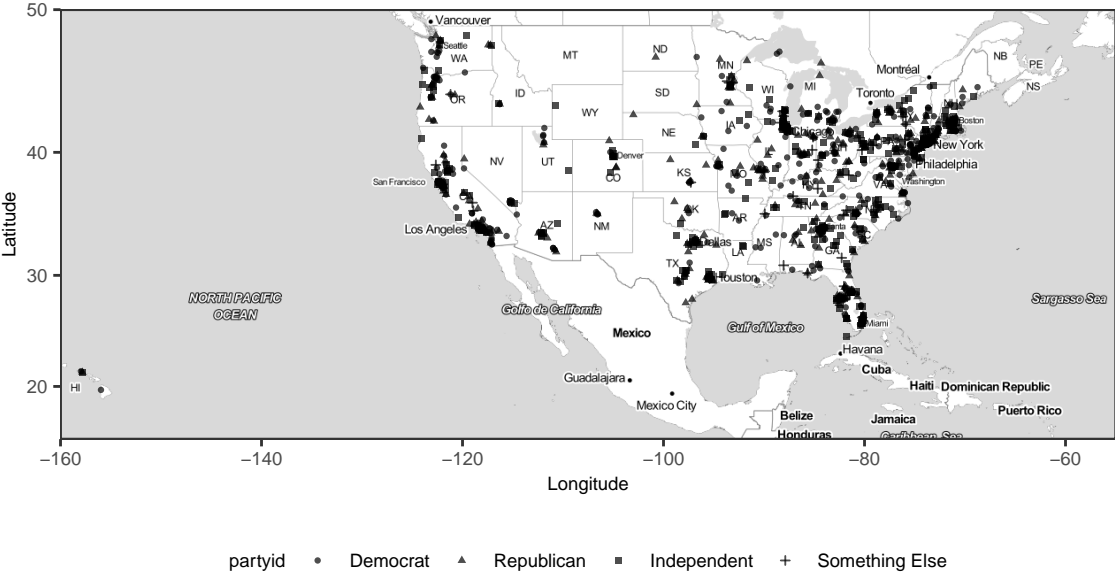 50
40
30
20
Latitude
−160
−140
−120
−100
−80
−60
Longitude
Vancouver
Seattle
WA
MT
ND
MN
Montréal
NB
PE
NS
OR
ID
WY
SD
WI
MI
Toronto
Boston
NV
UT
Denver
CO
NE
IA
Chicago
New York
Philadelphia
Washington
San Francisco
KS
MO
VA
Los Angeles
AZ
NM
OK
AR
TN
Dallas
MS
LA
GA
TX
Houston
Miami
NORTH PACIFIC
OCEAN
Golfo de California
Mexico
Gulf of Mexico
Sargasso Sea
Havana
Cuba
HI
Guadalajara
Mexico City
Haiti
Dominican Republic
Belize
Jamaica
Puerto Rico
Honduras
Caribbean Sea
partyid
Democrat
Republican
Independent
Something Else